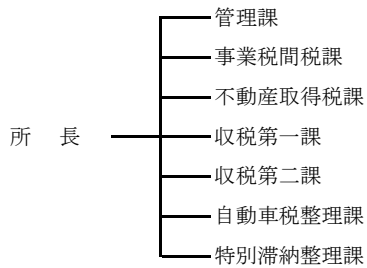 管理課
事業税間税課
不動産取得税課
所　長
収税第一課
収税第二課
自動車税整理課
特別滞納整理課